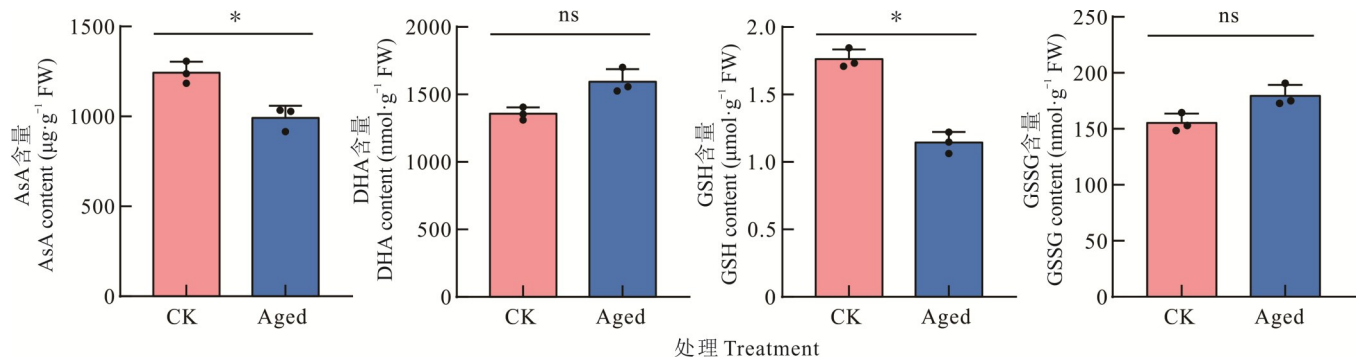 AsA含量
AsA content (μg·g⁻¹ FW)
1500
1000
500
0
*
CK
Aged
DHA含量
DHA content (nmol·g⁻¹ FW)
2000
1500
1000
500
0
ns
CK
Aged
GSH含量
GSH content (μmol·g⁻¹ FW)
2.0
1.5
1.0
0.5
0
*
CK
Aged
GSSG含量
GSSG content (nmol·g⁻¹ FW)
250
200
150
100
50
0
ns
CK
Aged
处理 Treatment